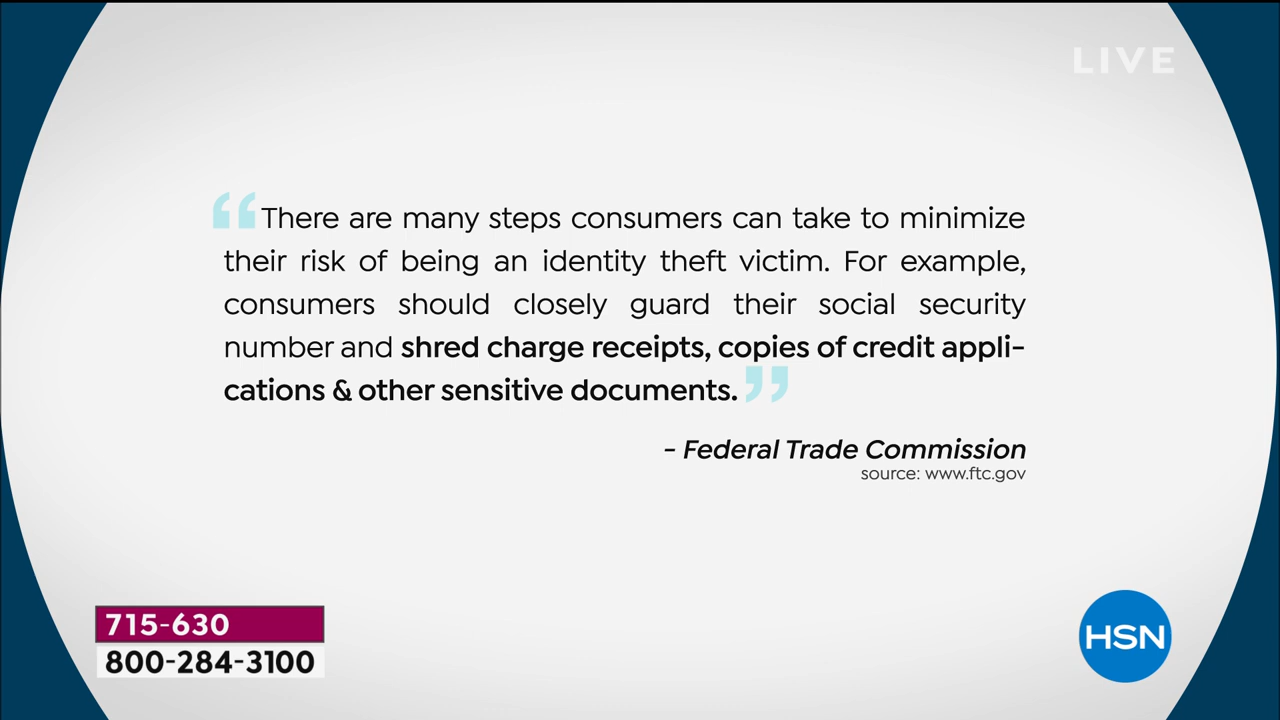 LIVE
“There are many steps consumers can take to minimize
their risk of being an identity theft victim. For example,
consumers should closely guard their social security
number and shred charge receipts, copies of credit appli-
cations & other sensitive documents.”
- Federal Trade Commission
source: www.ftc.gov
715-630
800-284-3100
HSN